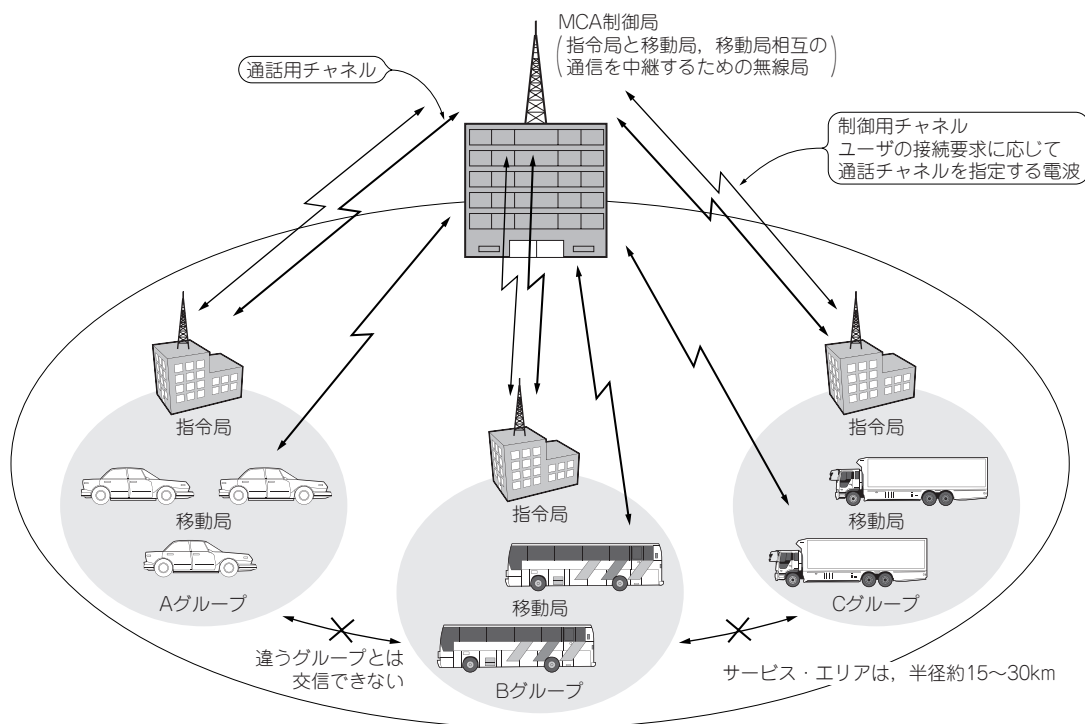 MCA制御局
(指令局と移動局,移動局相互の
通信を中継するための無線局)
通話用チャネル
制御用チャネル
ユーザの接続要求に応じて
通話チャネルを指定する電波
指令局
移動局
Aグループ
指令局
移動局
Bグループ
指令局
移動局
Cグループ
違うグループとは
交信できない
サービス・エリアは,半径約15〜30km